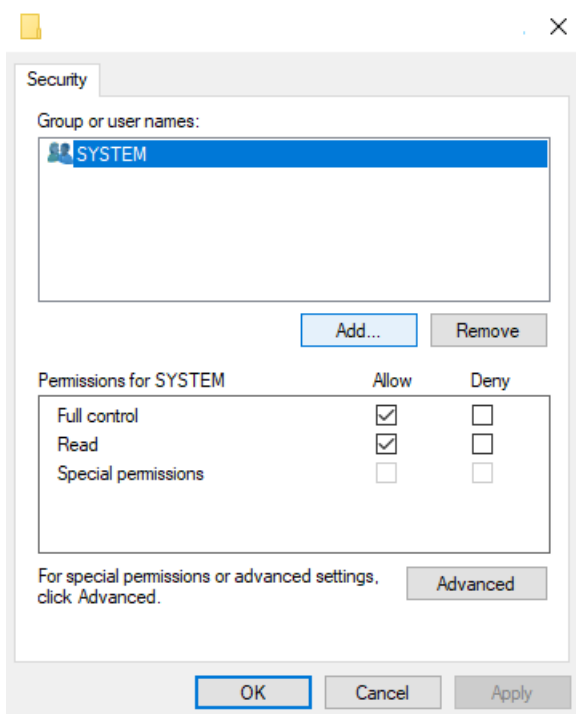 Security
Group or user names:
SYSTEM
Add... Remove
Permissions for SYSTEM Allow Deny
Full control
Read
Special permissions
For special permissions or advanced settings,
click Advanced.
Advanced
OK Cancel Apply